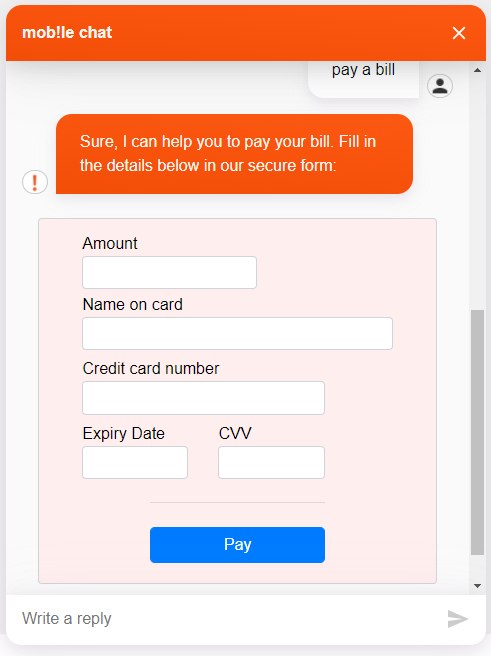 mob!le chat
pay a bill
Sure, I can help you to pay your bill. Fill in
the details below in our secure form:
Amount
Name on card
Credit card number
Expiry Date CVV
Pay
Write a reply